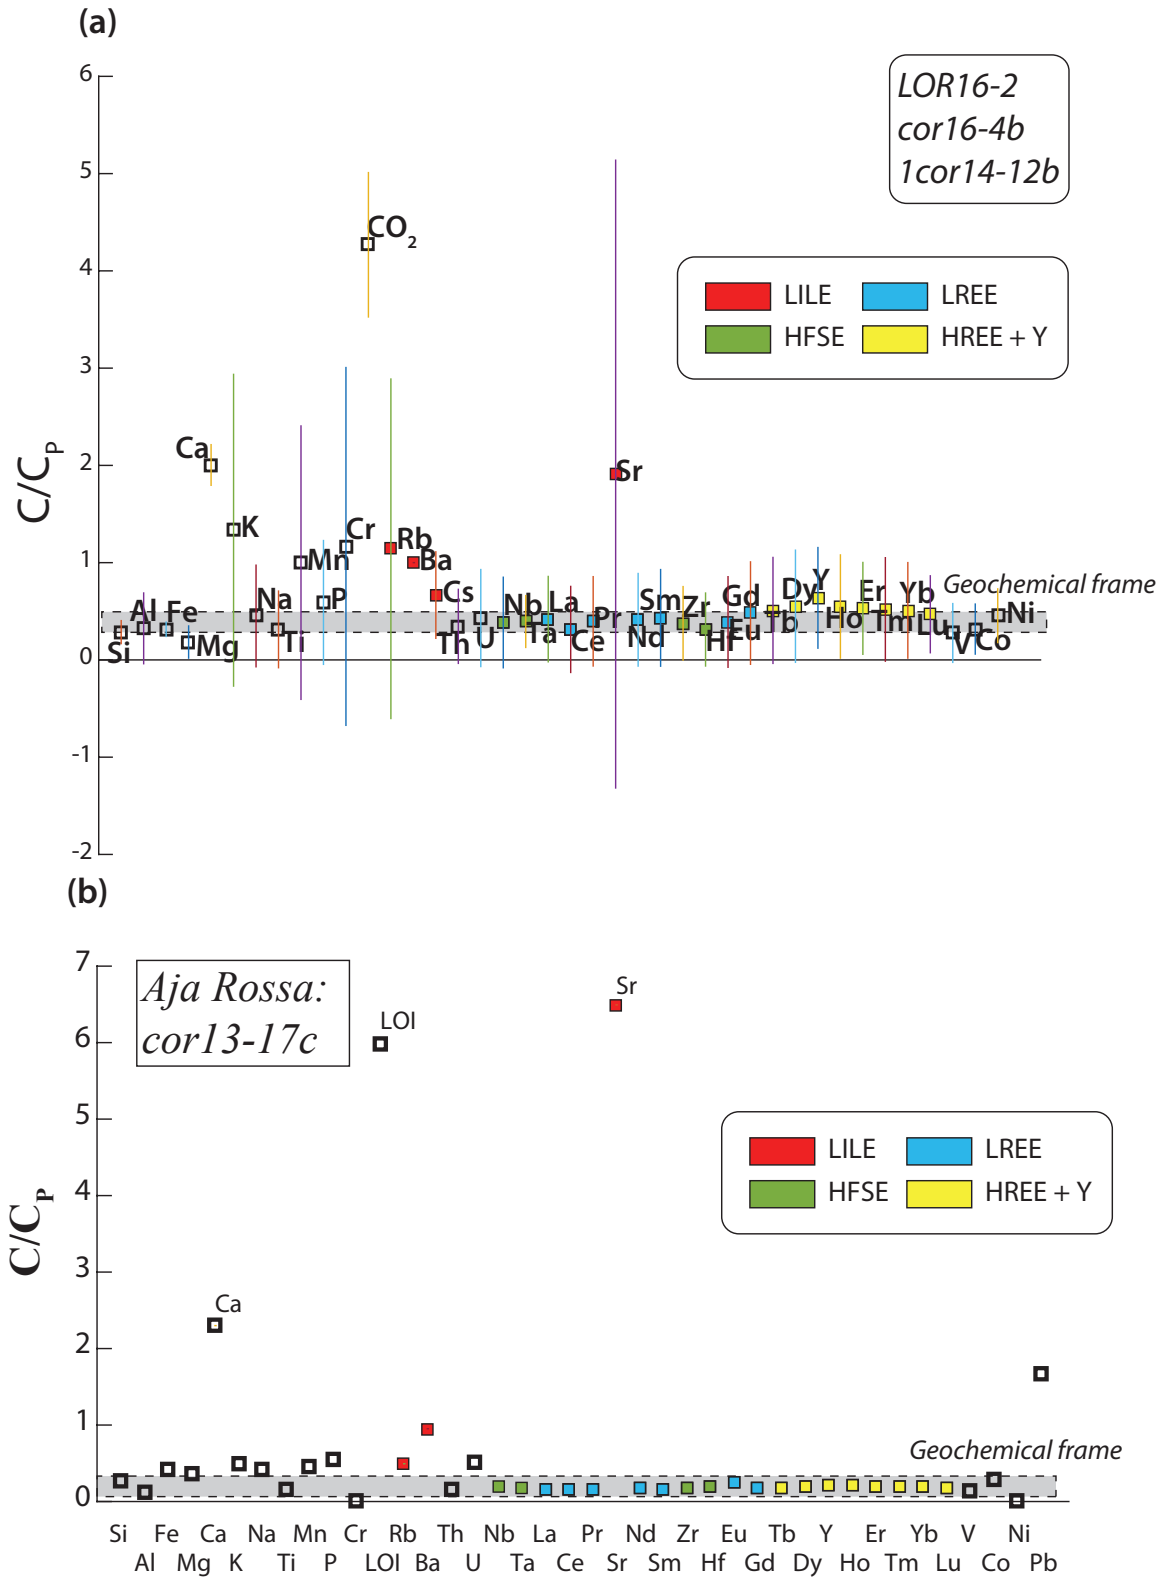 (a)
6
5
4
3
2
1
0
-1
-2
C/C_P
LOR16-2
cor16-4b
1cor14-12b
LILE LREE
HFSE HREE + Y
CO₂
Ca
K
Cr
Mn
P
Rb
Ba
Cs
Sr
Geochemical frame
Si
Al
Fe
Mg
Na
Ti
Th
U
Nb
Ta
La
Ce
Pr
Nd
Sm
Zr
Hf
Eu
Gd
Tb
Dy
Y
Ho
Er
Tm
Yb
Lu
V
Co
Ni
(b)
7
6
5
4
3
2
1
0
C/C_P
Aja Rossa:
cor13-17c
LOI
Sr
Ca
LILE LREE
HFSE HREE + Y
Geochemical frame
Si Fe Ca Na Mn Cr Rb Th Nb La Pr Nd Zr Eu Tb Y Er Yb V Ni
Al Mg K Ti P LOI Ba U Ta Ce Sr Sm Hf Gd Dy Ho Tm Lu Co Pb